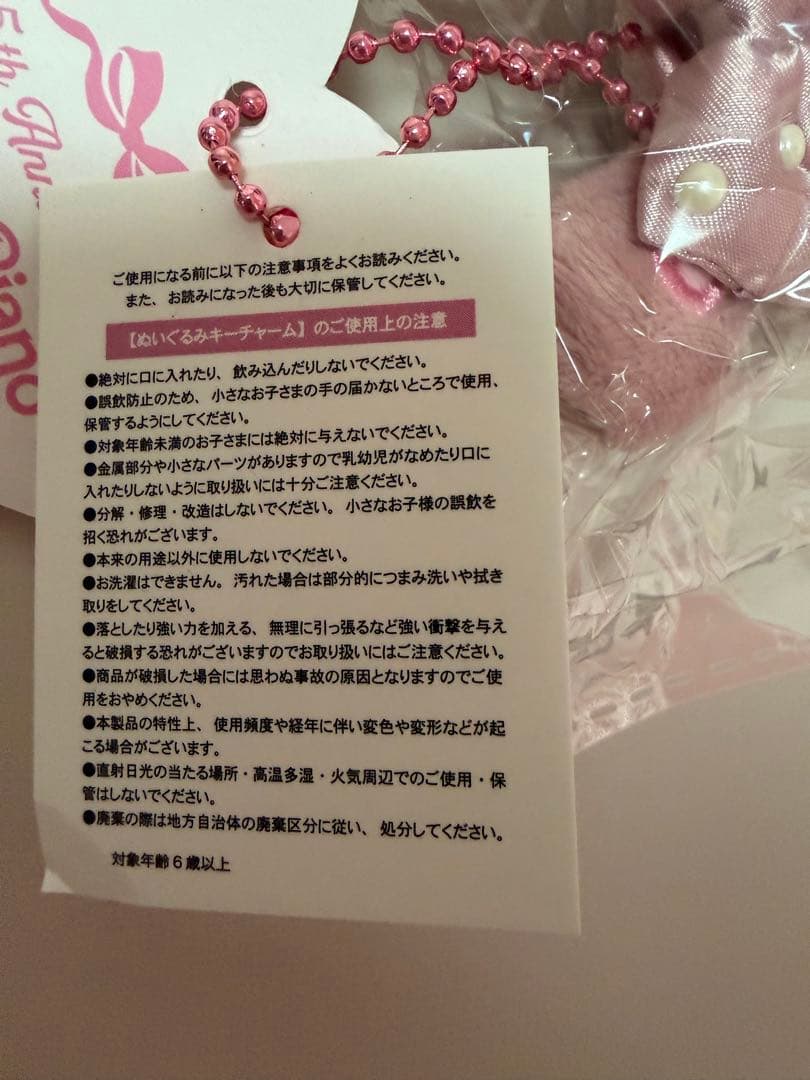 5th Ann
Ciano
ご使用になる前に以下の注意事項をよくお読みください。
また、お読みになった後も大切に保管してください。
【ぬいぐるみキーチャーム】のご使用上の注意
●絶対に口に入れたり、飲み込んだりしないでください。
●誤飲防止のため、小さなお子さまの手の届かないところで使用、
保管するようにしてください。
●対象年齢未満のお子さまには絶対に与えないでください。
●金属部分や小さなパーツがありますので乳幼児がなめたり口に
入れたりしないように取り扱いには十分ご注意ください。
●分解・修理・改造はしないでください。小さなお子様の誤飲を
招く恐れがございます。
●本来の用途以外に使用しないでください。
●お洗濯はできません。汚れた場合は部分的につまみ洗いや拭き
取りをしてください。
●落としたり強い力を加える、無理に引っ張るなど強い衝撃を与え
ると破損する恐れがございますのでお取り扱いにはご注意ください。
●商品が破損した場合には思わぬ事故の原因となりますのでご使
用をおやめください。
●本製品の特性上、使用頻度や経年に伴い変色や変形などが起
こる場合がございます。
●直射日光の当たる場所・高温多湿・火気周辺でのご使用・保
管はしないでください。
●廃棄の際は地方自治体の廃棄区分に従い、処分してください。
対象年齢6歳以上